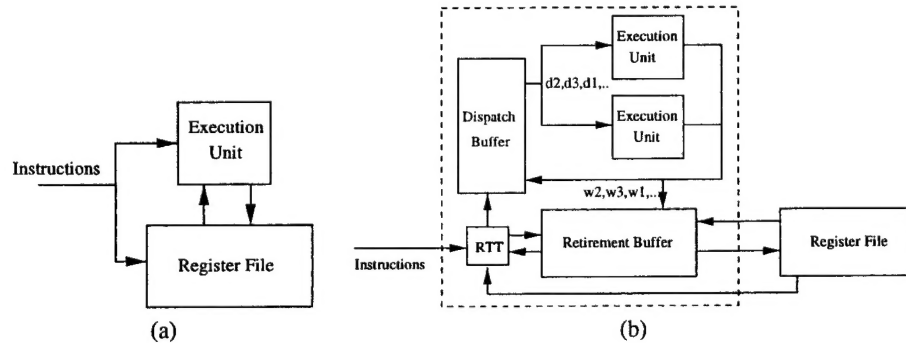 Execution
Unit
Instructions
Register File
(a)
Execution
Unit
d2,d3,d1,..
Dispatch
Buffer
Execution
Unit
w2,w3,w1,..
RTT
Retirement Buffer
Register File
Instructions
(b)